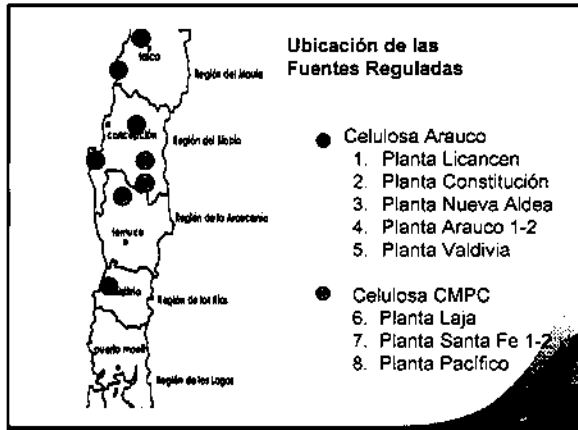 Ubicación de las
Fuentes Reguladas
talca
Región del Maule
concepción
Región del Biobío
Región de la Araucanía
temuco
Región de los Ríos
puerto montt
Región de los Lagos
Celulosa Arauco
1. Planta Licancen
2. Planta Constitución
3. Planta Nueva Aldea
4. Planta Arauco 1-2
5. Planta Valdivia
Celulosa CMPC
6. Planta Laja
7. Planta Santa Fe 1-2
8. Planta Pacífico